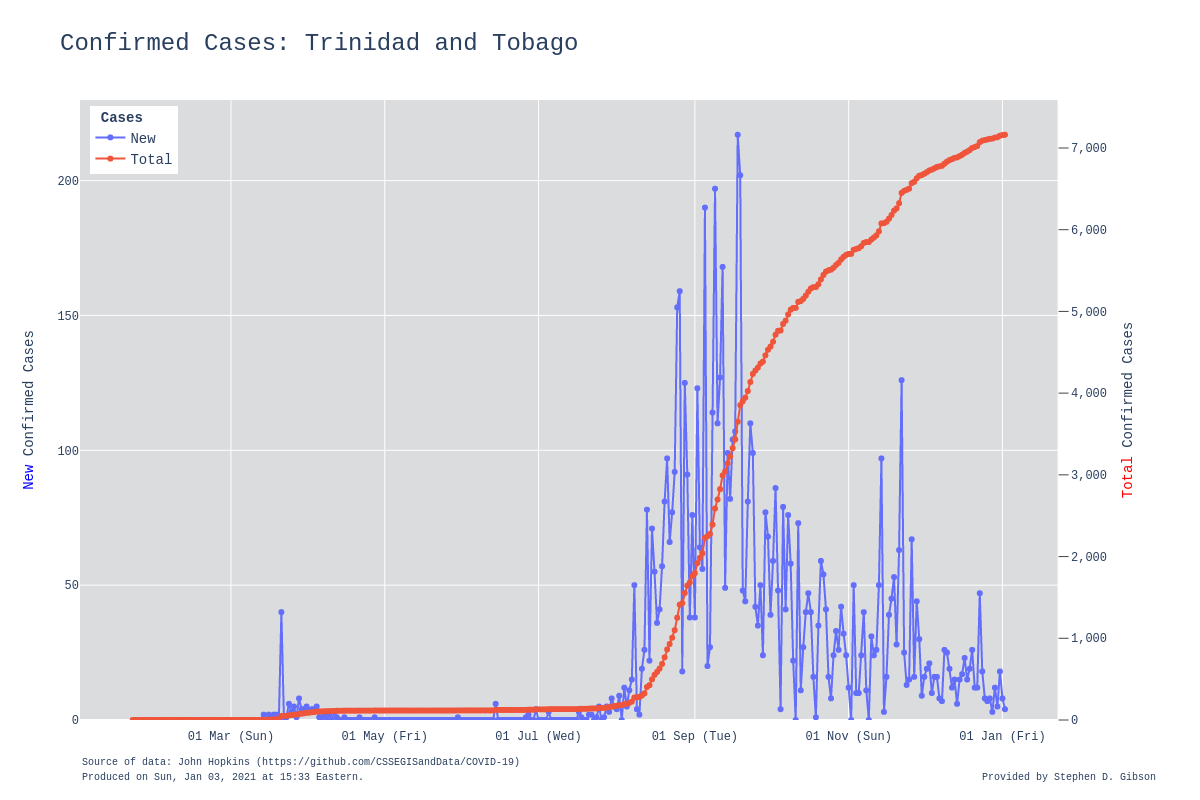 Confirmed Cases: Trinidad and Tobago
Cases
New
Total
200
150
100
50
0
New Confirmed Cases
7,000
6,000
5,000
4,000
3,000
2,000
1,000
0
Total Confirmed Cases
01 Mar (Sun)
01 May (Fri)
01 Jul (Wed)
01 Sep (Tue)
01 Nov (Sun)
01 Jan (Fri)
Source of data: John Hopkins (https://github.com/CSSEGISandData/COVID-19)
Produced on Sun, Jan 03, 2021 at 15:33 Eastern.
Provided by Stephen D. Gibson